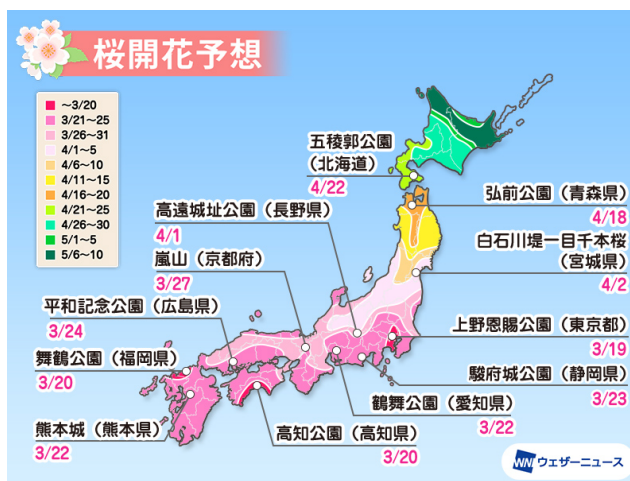 桜開花予想
～3/20
3/21～25
3/26～31
4/1～5
4/6～10
4/11～15
4/16～20
4/21～25
4/26～30
5/1～5
5/6～10
五稜郭公園
（北海道）
4/22
弘前公園（青森県）
4/18
高遠城址公園（長野県）
4/1
白石川堤一目千本桜
（宮城県）
4/2
嵐山（京都府）
3/27
平和記念公園（広島県）
3/24
上野恩賜公園（東京都）
3/19
舞鶴公園（福岡県）
3/20
駿府城公園（静岡県）
3/23
鶴舞公園（愛知県）
3/22
熊本城（熊本県）
3/22
高知公園（高知県）
3/20
WN ウェザーニュース